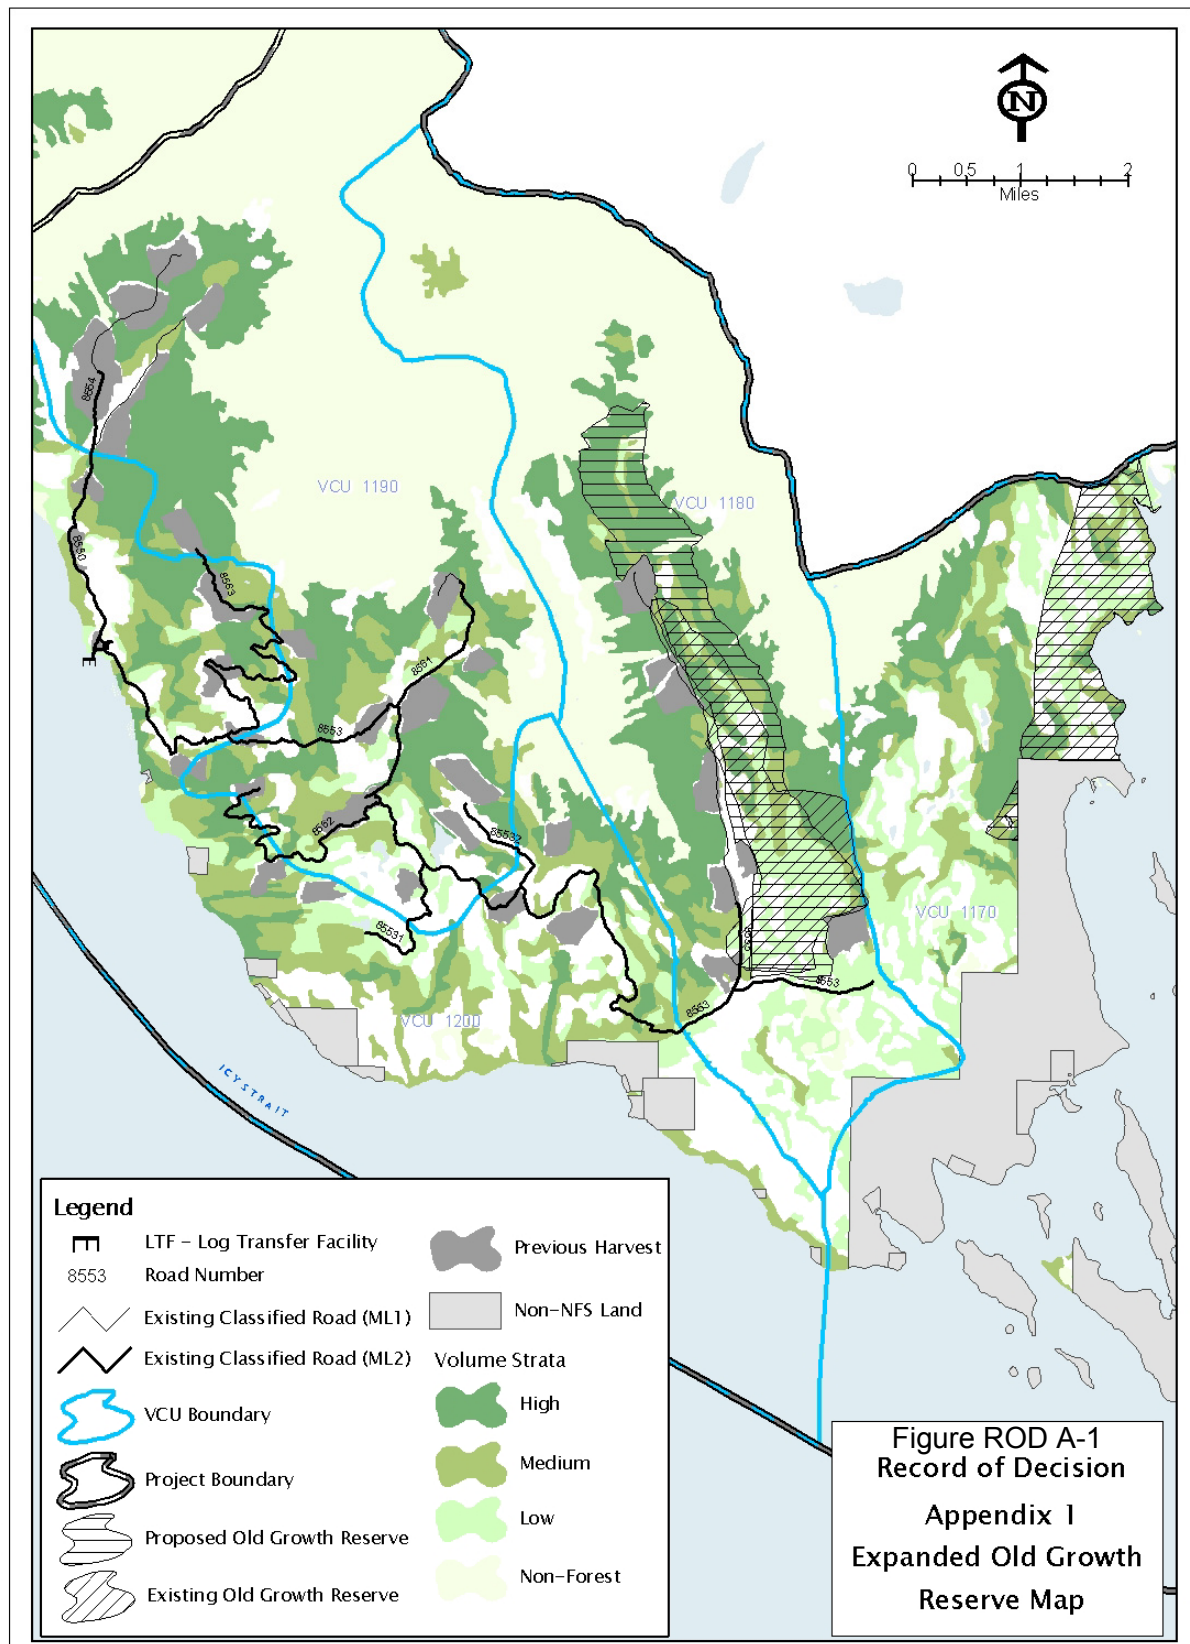 N
0 0.5 1 2
Miles
8554
VCU 1190
VCU 1180
8550
8563
8561
8553
8562
85532
VCU 1170
85531
8553
8553
VCU 1200
ICY STRAIT
Legend
LTF - Log Transfer Facility
8553 Road Number
Existing Classified Road (ML1)
Existing Classified Road (ML2)
VCU Boundary
Project Boundary
Proposed Old Growth Reserve
Existing Old Growth Reserve
Previous Harvest
Non-NFS Land
Volume Strata
High
Medium
Low
Non-Forest
Figure ROD A-1
Record of Decision
Appendix 1
Expanded Old Growth
Reserve Map